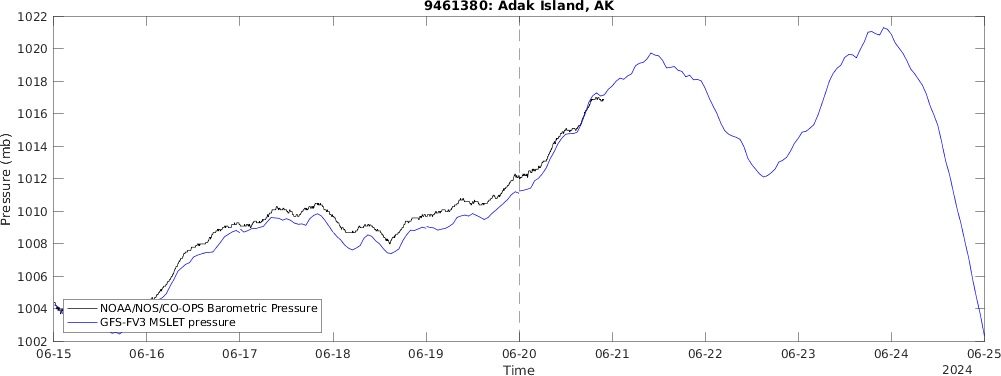 9461380: Adak Island, AK
Pressure (mb)
1022
1020
1018
1016
1014
1012
1010
1008
1006
1004
1002
NOAA/NOS/CO-OPS Barometric Pressure
GFS-FV3 MSLET pressure
06-15 06-16 06-17 06-18 06-19 06-20 06-21 06-22 06-23 06-24 06-25
Time
2024